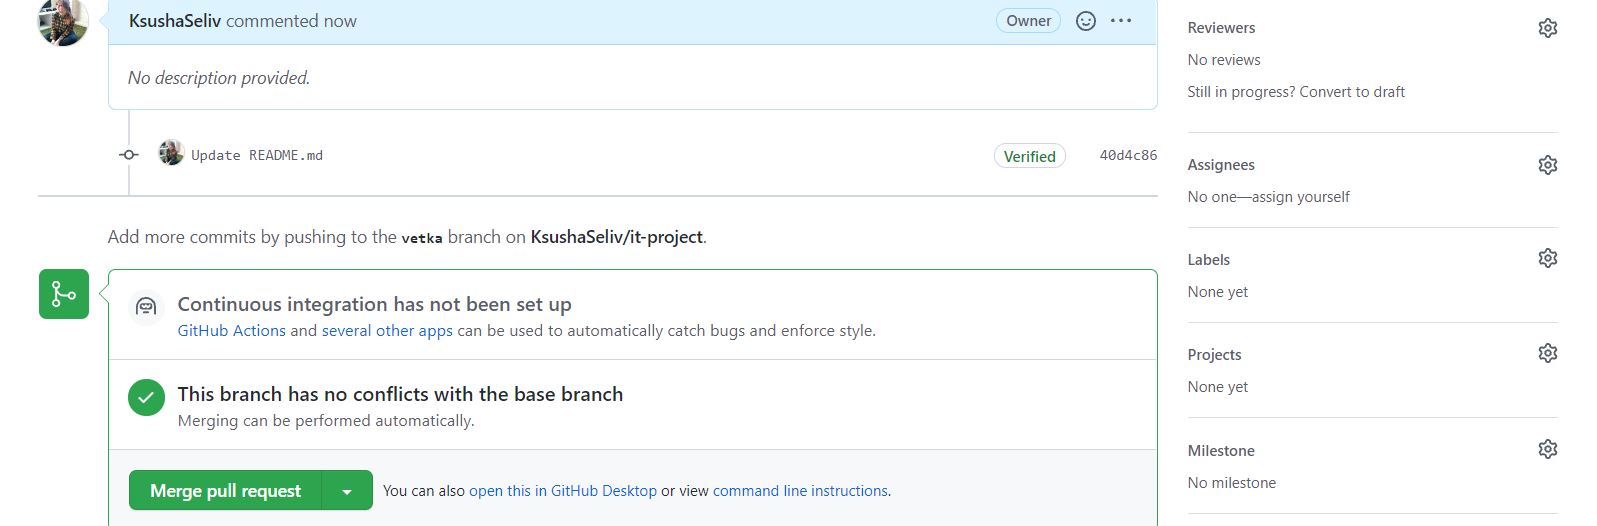 KsushaSeliv commented now
Owner
No description provided.
Update README.md
Verified
40d4c86
Add more commits by pushing to the vetka branch on KsushaSeliv/it-project.
Continuous integration has not been set up
GitHub Actions and several other apps can be used to automatically catch bugs and enforce style.
This branch has no conflicts with the base branch
Merging can be performed automatically.
Merge pull request
You can also open this in GitHub Desktop or view command line instructions.
Reviewers
No reviews
Still in progress? Convert to draft
Assignees
No one—assign yourself
Labels
None yet
Projects
None yet
Milestone
No milestone